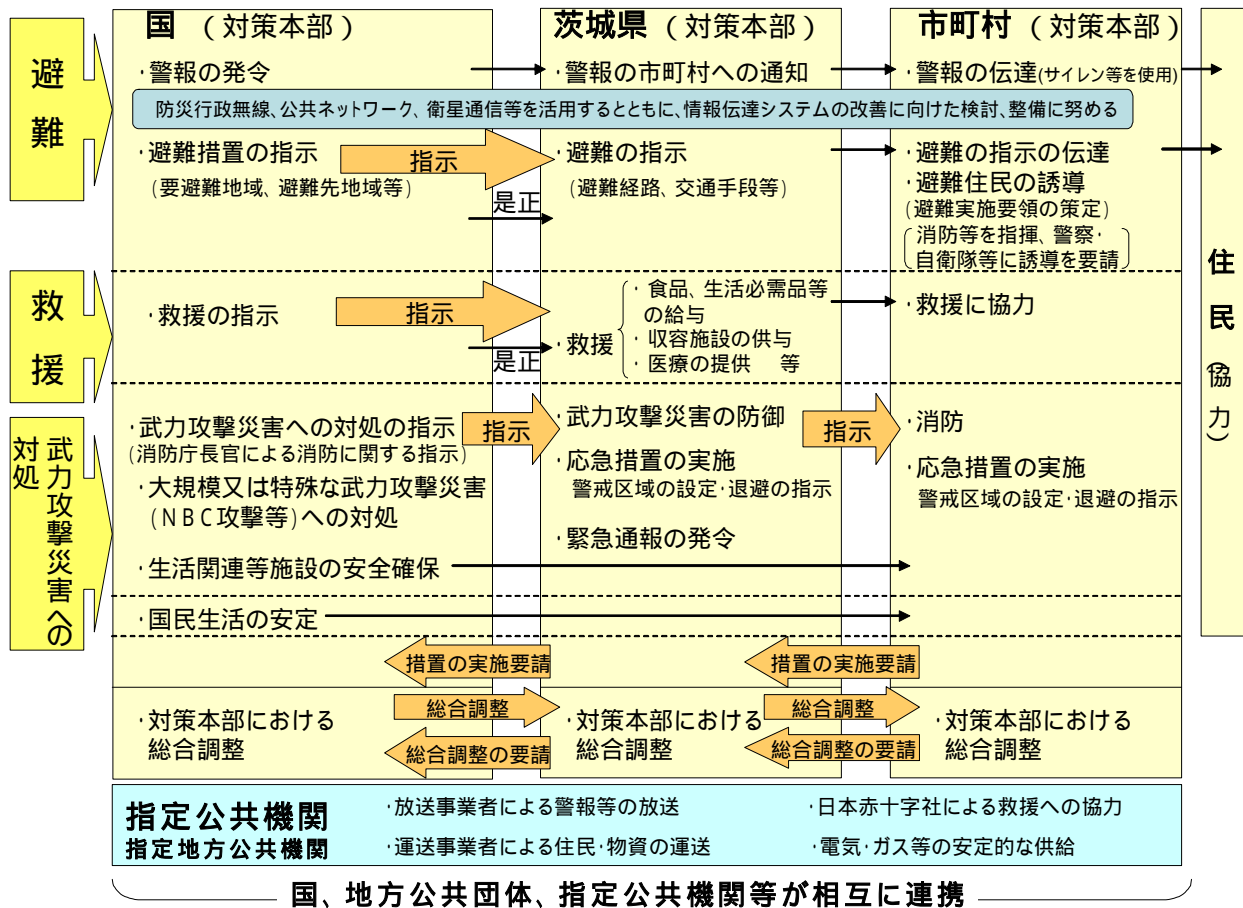 国 (対策本部)
茨城県 (対策本部)
市町村 (対策本部)
避難
・警報の発令
・警報の市町村への通知
・警報の伝達(サイレン等を使用)
防災行政無線、公共ネットワーク、衛星通信等を活用するとともに、情報伝達システムの改善に向けた検討、整備に努める
・避難措置の指示
(要避難地域、避難先地域等)
指示
是正
・避難の指示
(避難経路、交通手段等)
・避難の指示の伝達
・避難住民の誘導
(避難実施要領の策定)
消防等を指揮、警察・
自衛隊等に誘導を要請
救援
・救援の指示
指示
是正
・救援
・食品、生活必需品等
の給与
・収容施設の供与
・医療の提供 等
・救援に協力
武力攻撃災害への
対処
・武力攻撃災害への対処の指示
(消防庁長官による消防に関する指示)
・大規模又は特殊な武力攻撃災害
(NBC攻撃等)への対処
・生活関連等施設の安全確保
・国民生活の安定
指示
・武力攻撃災害の防御
・応急措置の実施
警戒区域の設定・退避の指示
・緊急通報の発令
指示
・消防
・応急措置の実施
警戒区域の設定・退避の指示
措置の実施要請
措置の実施要請
・対策本部における
総合調整
総合調整
総合調整の要請
・対策本部における
総合調整
総合調整
総合調整の要請
・対策本部における
総合調整
住民(協力)
指定公共機関
指定地方公共機関
・放送事業者による警報等の放送
・日本赤十字社による救援への協力
・運送事業者による住民・物資の運送
・電気・ガス等の安定的な供給
国、地方公共団体、指定公共機関等が相互に連携